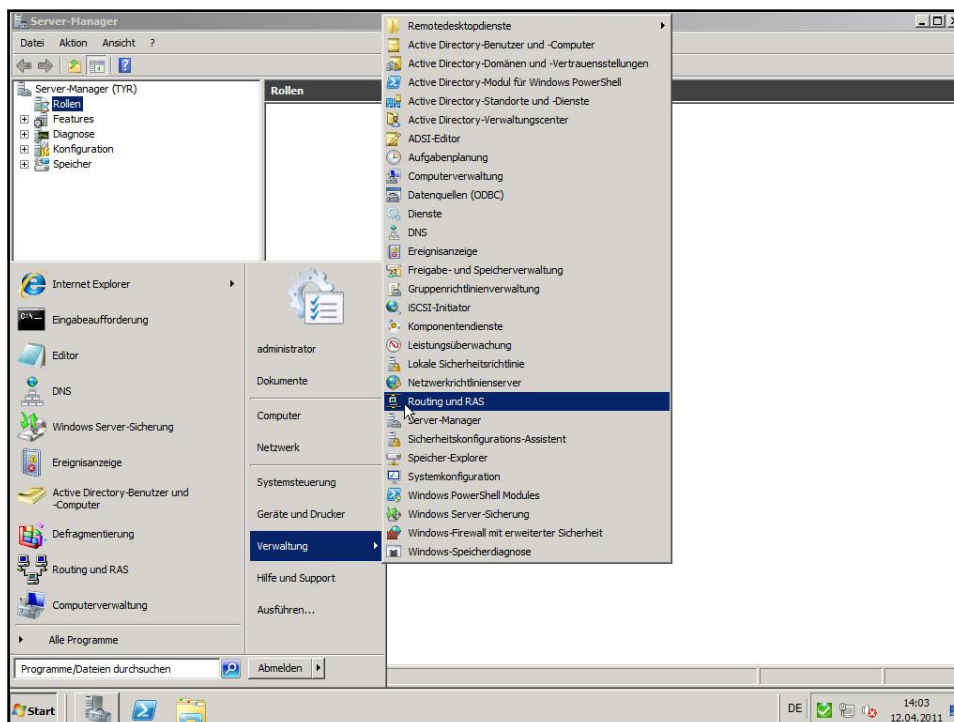 Server-Manager
Datei Aktion Ansicht ?
Server-Manager (TYR)
Rollen
Features
Diagnose
Konfiguration
Speicher
Rollen
Remotedesktopdienste
Active Directory-Benutzer und -Computer
Active Directory-Domänen und -Vertrauensstellungen
Active Directory-Modul für Windows PowerShell
Active Directory-Standorte und -Dienste
Active Directory-Verwaltungscenter
ADSI-Editor
Aufgabenplanung
Computerverwaltung
Datenquellen (ODBC)
Dienste
DNS
Ereignisanzeige
Freigabe- und Speicherverwaltung
Gruppenrichtlinienverwaltung
iSCSI-Initiator
Komponentendienste
Leistungsüberwachung
Lokale Sicherheitsrichtlinie
Netzwerkrichtlinienserver
Routing und RAS
Server-Manager
Sicherheitskonfigurations-Assistent
Speicher-Explorer
Systemkonfiguration
Windows PowerShell Modules
Windows Server-Sicherung
Windows-Firewall mit erweiterter Sicherheit
Windows-Speicherdiagnose
Internet Explorer
Eingabeaufforderung
Editor
DNS
Windows Server-Sicherung
Ereignisanzeige
Active Directory-Benutzer und
-Computer
Defragmentierung
Routing und RAS
Computerverwaltung
Alle Programme
Programme/Dateien durchsuchen
administrator
Dokumente
Computer
Netzwerk
Systemsteuerung
Geräte und Drucker
Verwaltung
Hilfe und Support
Ausführen...
Abmelden
Start
DE
14:03
12.04.2011